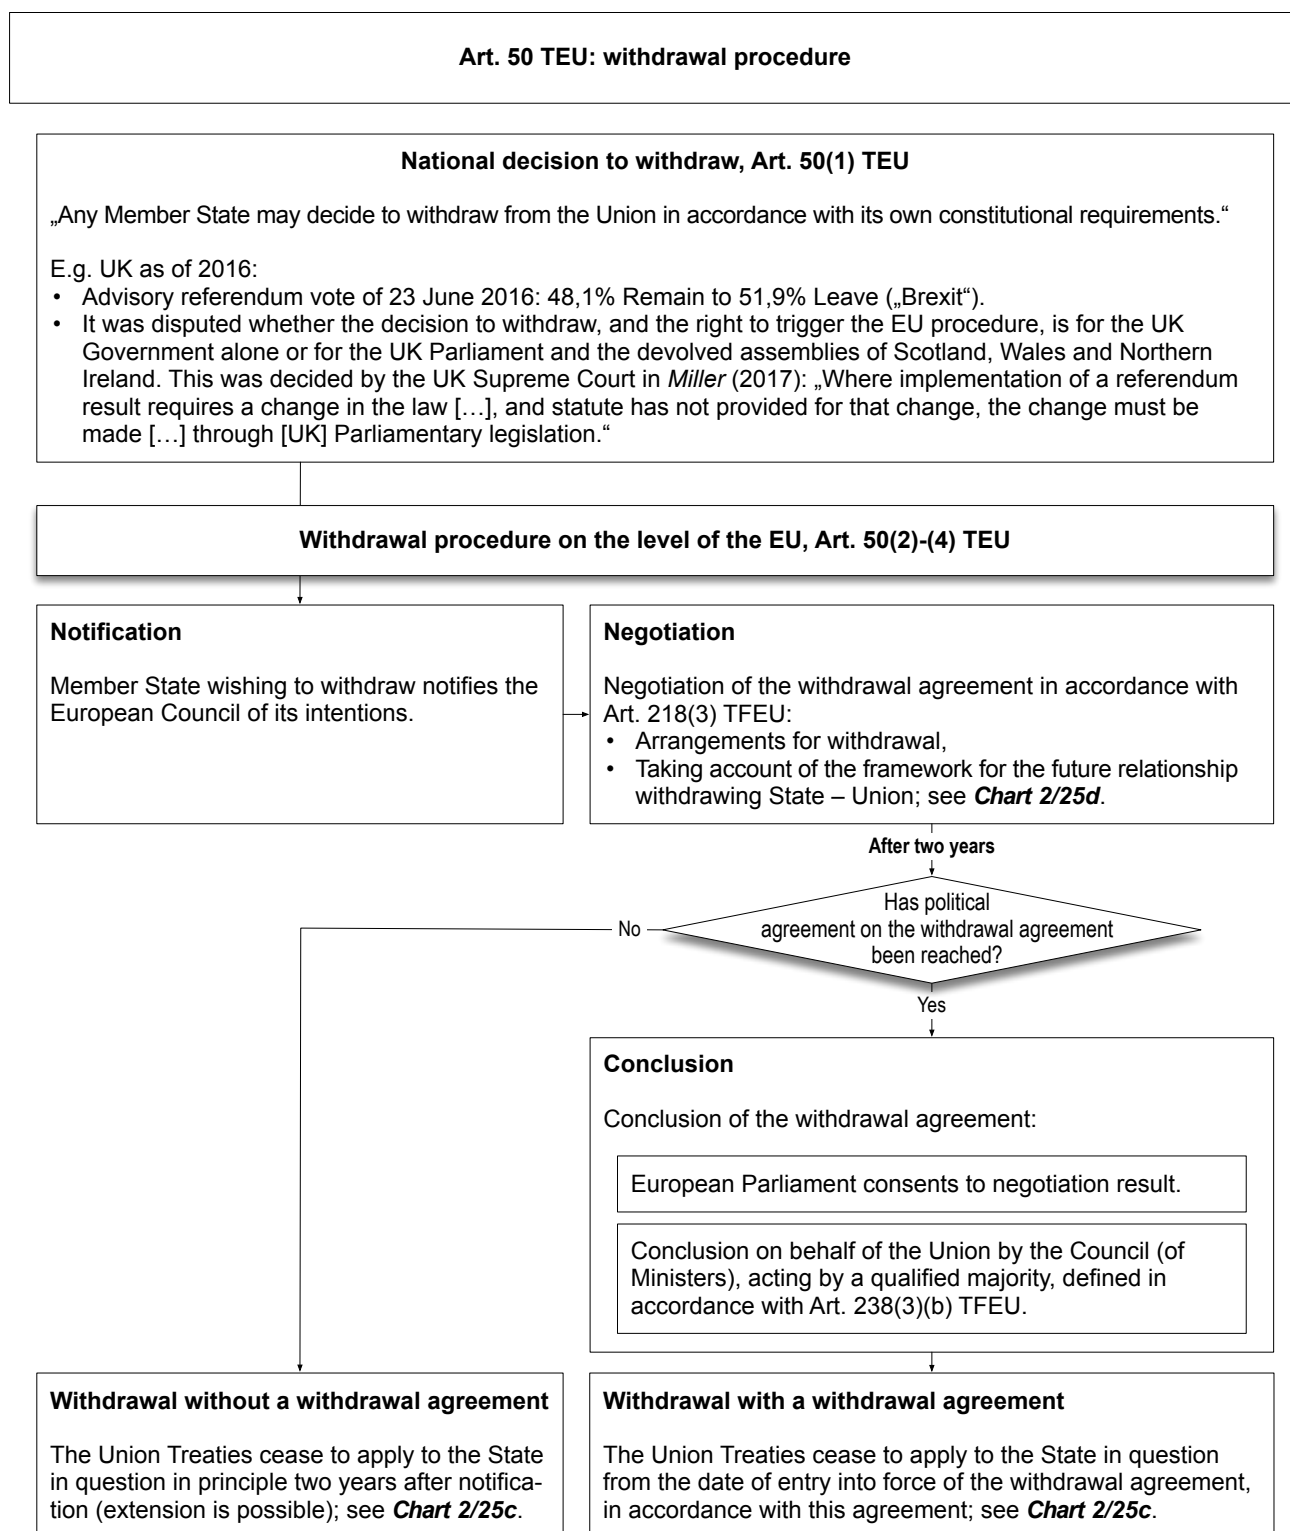 Art. 50 TEU: withdrawal procedure
National decision to withdraw, Art. 50(1) TEU
„Any Member State may decide to withdraw from the Union in accordance with its own constitutional requirements.“
E.g. UK as of 2016:
• Advisory referendum vote of 23 June 2016: 48,1% Remain to 51,9% Leave („Brexit“).
• It was disputed whether the decision to withdraw, and the right to trigger the EU procedure, is for the UK
Government alone or for the UK Parliament and the devolved assemblies of Scotland, Wales and Northern
Ireland. This was decided by the UK Supreme Court in Miller (2017): „Where implementation of a referendum
result requires a change in the law […], and statute has not provided for that change, the change must be
made […] through [UK] Parliamentary legislation.“
Withdrawal procedure on the level of the EU, Art. 50(2)-(4) TEU
Notification
Member State wishing to withdraw notifies the
European Council of its intentions.
Negotiation
Negotiation of the withdrawal agreement in accordance with
Art. 218(3) TFEU:
• Arrangements for withdrawal,
• Taking account of the framework for the future relationship
withdrawing State – Union; see Chart 2/25d.
After two years
Has political
agreement on the withdrawal agreement
been reached?
No
Yes
Conclusion
Conclusion of the withdrawal agreement:
European Parliament consents to negotiation result.
Conclusion on behalf of the Union by the Council (of
Ministers), acting by a qualified majority, defined in
accordance with Art. 238(3)(b) TFEU.
Withdrawal without a withdrawal agreement
The Union Treaties cease to apply to the State
in question in principle two years after notifica-
tion (extension is possible); see Chart 2/25c.
Withdrawal with a withdrawal agreement
The Union Treaties cease to apply to the State in question
from the date of entry into force of the withdrawal agreement,
in accordance with this agreement; see Chart 2/25c.